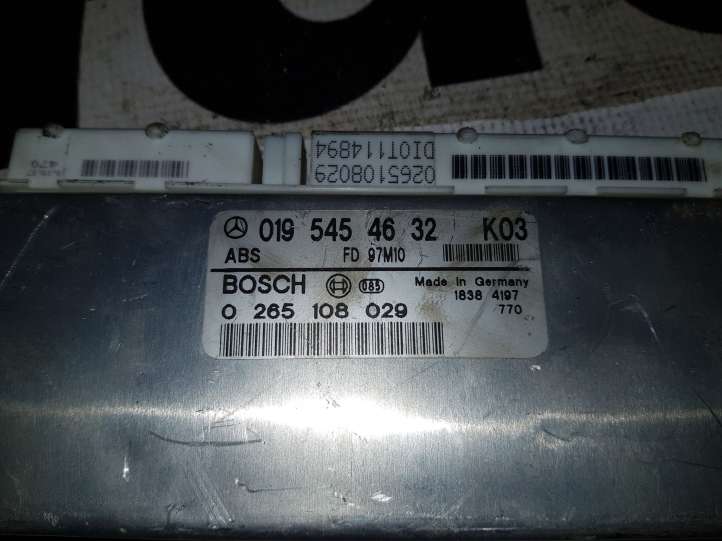 0265108029
DIOT114894
019 545 46 32 K03
ABS FD 97M10
BOSCH 085 Made in Germany
1838 4197
0 265 108 029 770